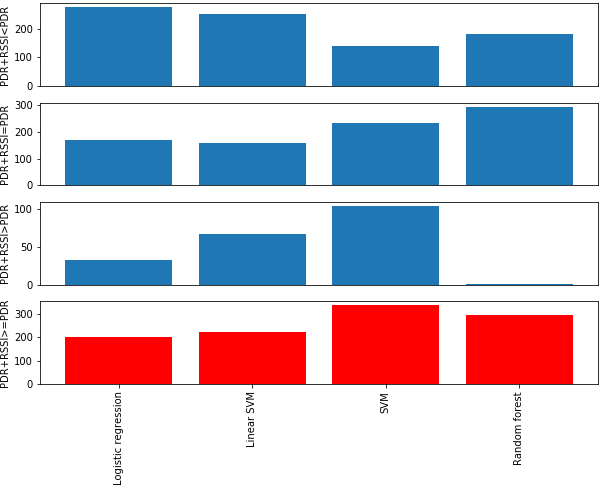 PDR+RSSI<PDR
200
0
PDR+RSSI=PDR
300
200
100
0
PDR+RSSI>PDR
100
50
0
PDR+RSSI>=PDR
300
200
100
0
Logistic regression
Linear SVM
SVM
Random forest